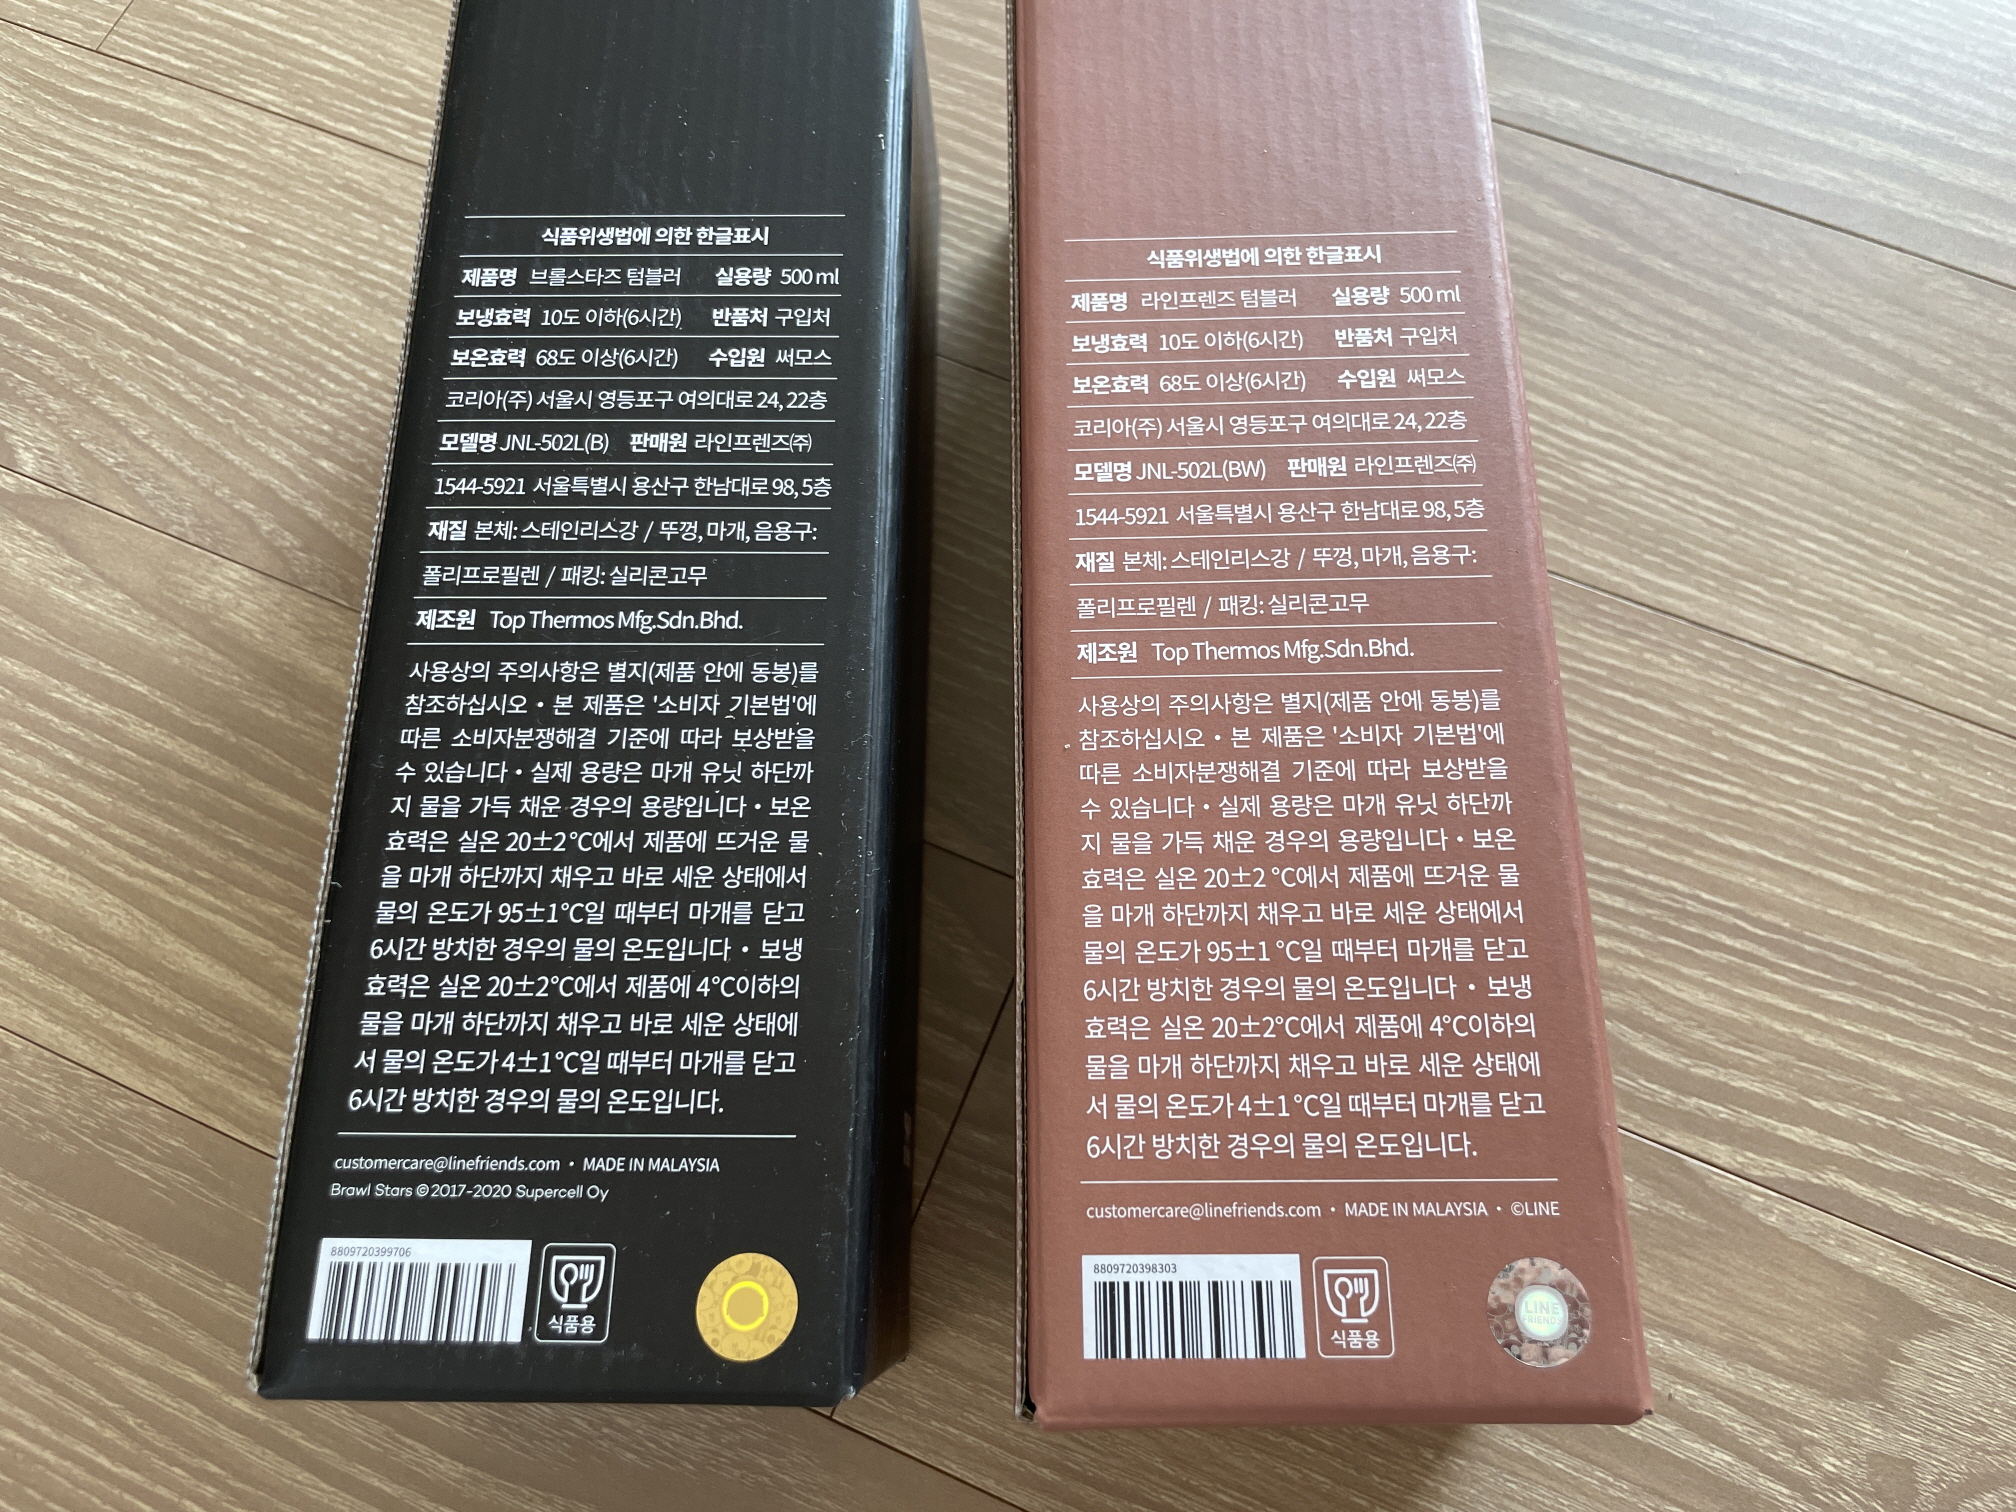 식품위생법에 의한 한글표시
제품명 브롤스타즈 텀블러 실용량 500 ml
보냉효력 10도 이하(6시간) 반품처 구입처
보온효력 68도 이상(6시간) 수입원 써모스
코리아(주) 서울시 영등포구 여의대로 24, 22층
모델명 JNL-502L(B) 판매원 라인프렌즈㈜
1544-5921 서울특별시 용산구 한남대로 98, 5층
재질 본체: 스테인리스강 / 뚜껑, 마개, 음용구:
폴리프로필렌 / 패킹: 실리콘고무
제조원 Top Thermos Mfg.Sdn.Bhd.
사용상의 주의사항은 별지(제품 안에 동봉)를
참조하십시오 • 본 제품은 '소비자 기본법'에
따른 소비자분쟁해결 기준에 따라 보상받을
수 있습니다 • 실제 용량은 마개 유닛 하단까
지 물을 가득 채운 경우의 용량입니다 • 보온
효력은 실온 20±2℃에서 제품에 뜨거운 물
을 마개 하단까지 채우고 바로 세운 상태에서
물의 온도가 95±1℃일 때부터 마개를 닫고
6시간 방치한 경우의 물의 온도입니다 • 보냉
효력은 실온 20±2℃에서 제품에 4℃이하의
물을 마개 하단까지 채우고 바로 세운 상태에
서 물의 온도가 4±1℃일 때부터 마개를 닫고
6시간 방치한 경우의 물의 온도입니다.
customercare@linefriends.com • MADE IN MALAYSIA
Brawl Stars © 2017-2020 Supercell Oy
8809720399706
식품용
식품위생법에 의한 한글표시
제품명 라인프렌즈 텀블러 실용량 500 ml
보냉효력 10도 이하(6시간) 반품처 구입처
보온효력 68도 이상(6시간) 수입원 써모스
코리아(주) 서울시 영등포구 여의대로 24, 22층
모델명 JNL-502L(BW) 판매원 라인프렌즈㈜
1544-5921 서울특별시 용산구 한남대로 98, 5층
재질 본체: 스테인리스강 / 뚜껑, 마개, 음용구:
폴리프로필렌 / 패킹: 실리콘고무
제조원 Top Thermos Mfg.Sdn.Bhd.
사용상의 주의사항은 별지(제품 안에 동봉)를
참조하십시오 • 본 제품은 '소비자 기본법'에
따른 소비자분쟁해결 기준에 따라 보상받을
수 있습니다 • 실제 용량은 마개 유닛 하단까
지 물을 가득 채운 경우의 용량입니다 • 보온
효력은 실온 20±2 ℃에서 제품에 뜨거운 물
을 마개 하단까지 채우고 바로 세운 상태에서
물의 온도가 95±1 ℃일 때부터 마개를 닫고
6시간 방치한 경우의 물의 온도입니다 • 보냉
효력은 실온 20±2℃에서 제품에 4℃이하의
물을 마개 하단까지 채우고 바로 세운 상태에
서 물의 온도가 4±1℃일 때부터 마개를 닫고
6시간 방치한 경우의 물의 온도입니다.
customercare@linefriends.com • MADE IN MALAYSIA • ©LINE
8809720398303
식품용
LINE
FRIENDS